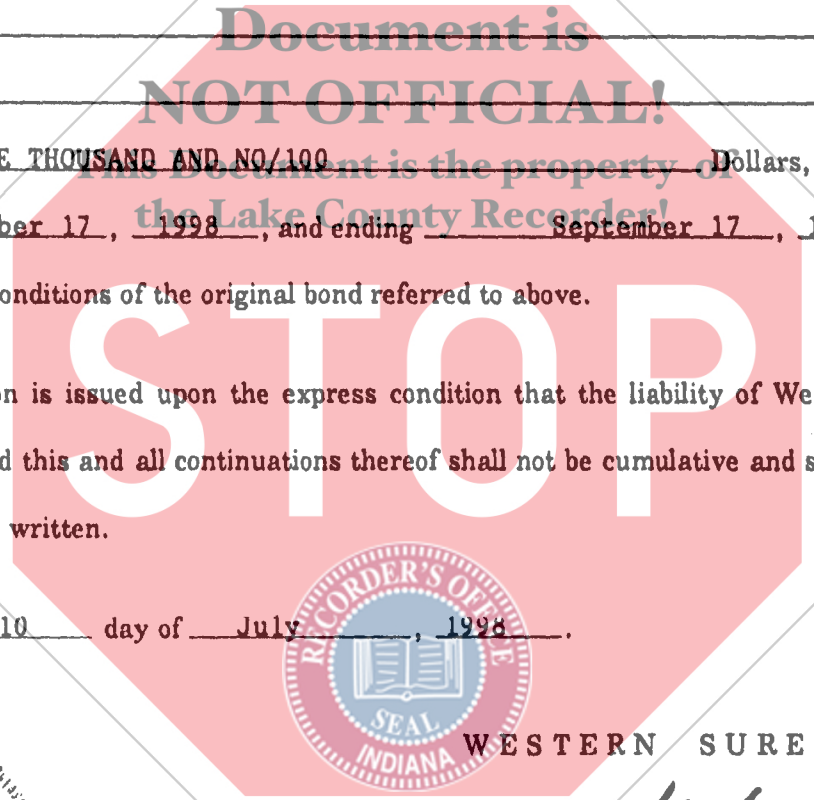 Document is
NOT OFFICIAL!
E THOUSAND AND NO/100 Dollars,
This Document is the property of
the Lake County Recorder!
ber 17, 1998, and ending September 17, 1
onditions of the original bond referred to above.
STOP
n is issued upon the express condition that the liability of We
d this and all continuations thereof shall not be cumulative and s
written.
10 day of July, 1998.
RECORDER'S OFFICE
SEAL
INDIANA
WESTERN SURE